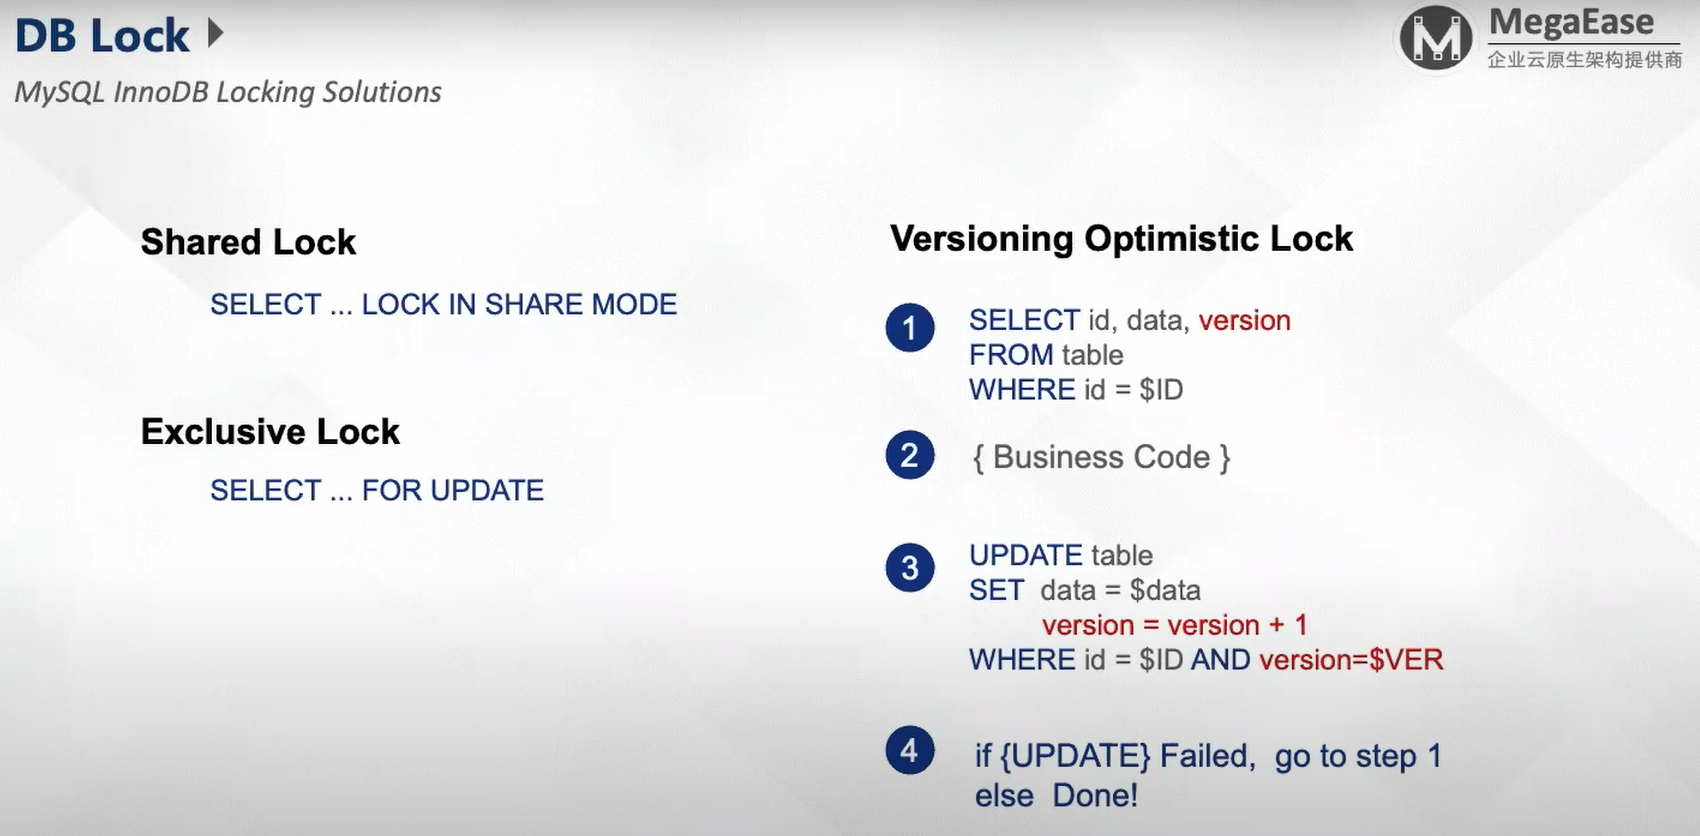 DB Lock
MySQL InnoDB Locking Solutions
MegaEase
企业云原生架构提供商
Shared Lock
SELECT ... LOCK IN SHARE MODE
Exclusive Lock
SELECT ... FOR UPDATE
Versioning Optimistic Lock
1
SELECT id, data, version
FROM table
WHERE id = $ID
2
{ Business Code }
3
UPDATE table
SET data = $data
version = version + 1
WHERE id = $ID AND version=$VER
4
if {UPDATE} Failed, go to step 1
else Done!